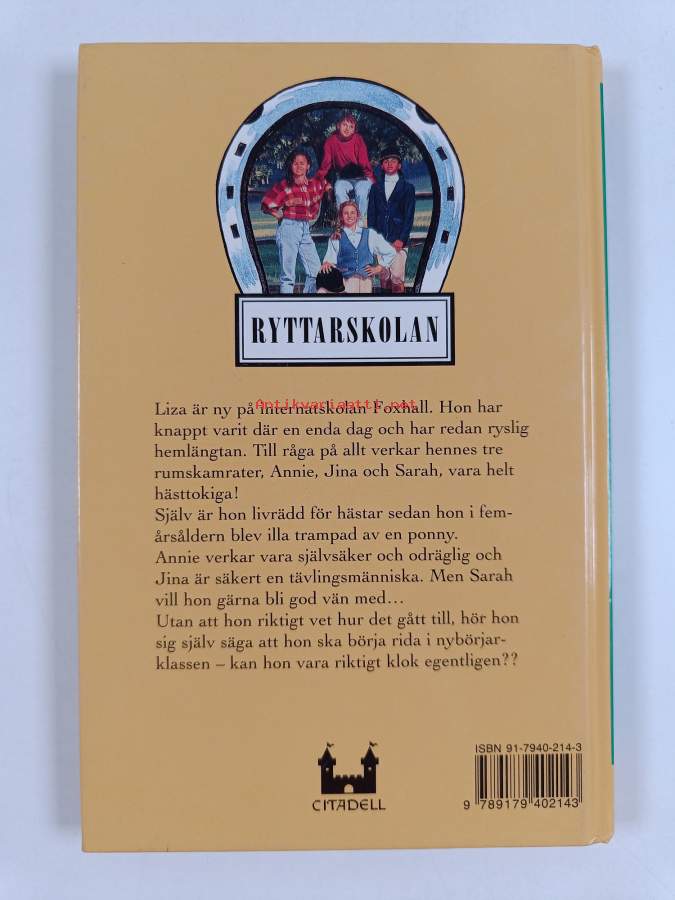 RYTTARSKOLAN
Antikvariaatti.net
Liza är ny på internatskolan Foxhall. Hon har
knappt varit där en enda dag och har redan ryslig
hemlängtan. Till råga på allt verkar hennes tre
rumskamrater, Annie, Jina och Sarah, vara helt
hästtokiga!
Själv är hon livrädd för hästar sedan hon i fem-
årsåldern blev illa trampad av en ponny.
Annie verkar vara självsäker och odräglig och
Jina är säkert en tävlingsmänniska. Men Sarah
vill hon gärna bli god vän med…
Utan att hon riktigt vet hur det gått till, hör hon
sig själv säga att hon ska börja rida i nybörjar-
klassen – kan hon vara riktigt klok egentligen??
ISBN 91-7940-214-3
9 789179 402143
CITADELL